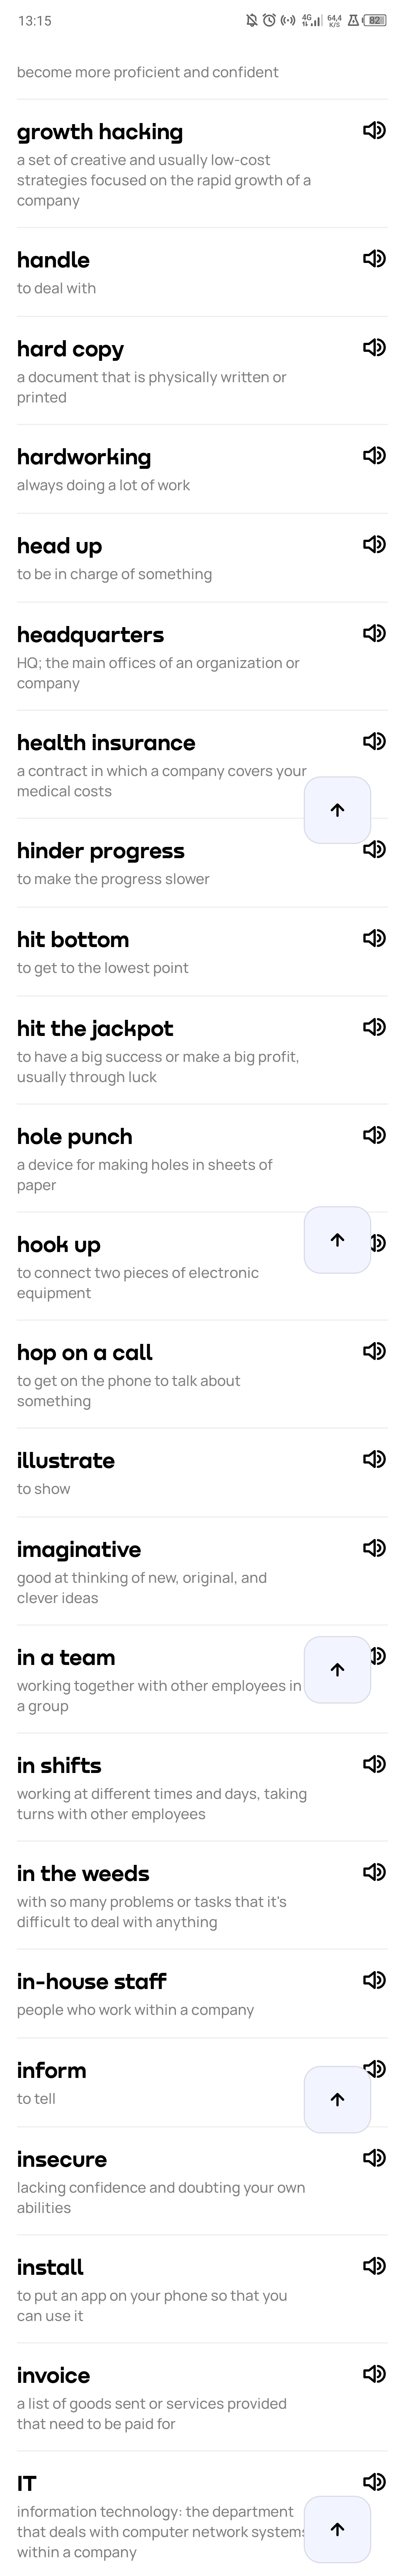 13:15
4G
64,4
K/S
82
become more proficient and confident
growth hacking
a set of creative and usually low-cost
strategies focused on the rapid growth of a
company
handle
to deal with
hard copy
a document that is physically written or
printed
hardworking
always doing a lot of work
head up
to be in charge of something
headquarters
HQ; the main offices of an organization or
company
health insurance
a contract in which a company covers your
medical costs
hinder progress
to make the progress slower
hit bottom
to get to the lowest point
hit the jackpot
to have a big success or make a big profit,
usually through luck
hole punch
a device for making holes in sheets of
paper
hook up
to connect two pieces of electronic
equipment
hop on a call
to get on the phone to talk about
something
illustrate
to show
imaginative
good at thinking of new, original, and
clever ideas
in a team
working together with other employees in
a group
in shifts
working at different times and days, taking
turns with other employees
in the weeds
with so many problems or tasks that it's
difficult to deal with anything
in-house staff
people who work within a company
inform
to tell
insecure
lacking confidence and doubting your own
abilities
install
to put an app on your phone so that you
can use it
invoice
a list of goods sent or services provided
that need to be paid for
IT
information technology: the department
that deals with computer network systems
within a company